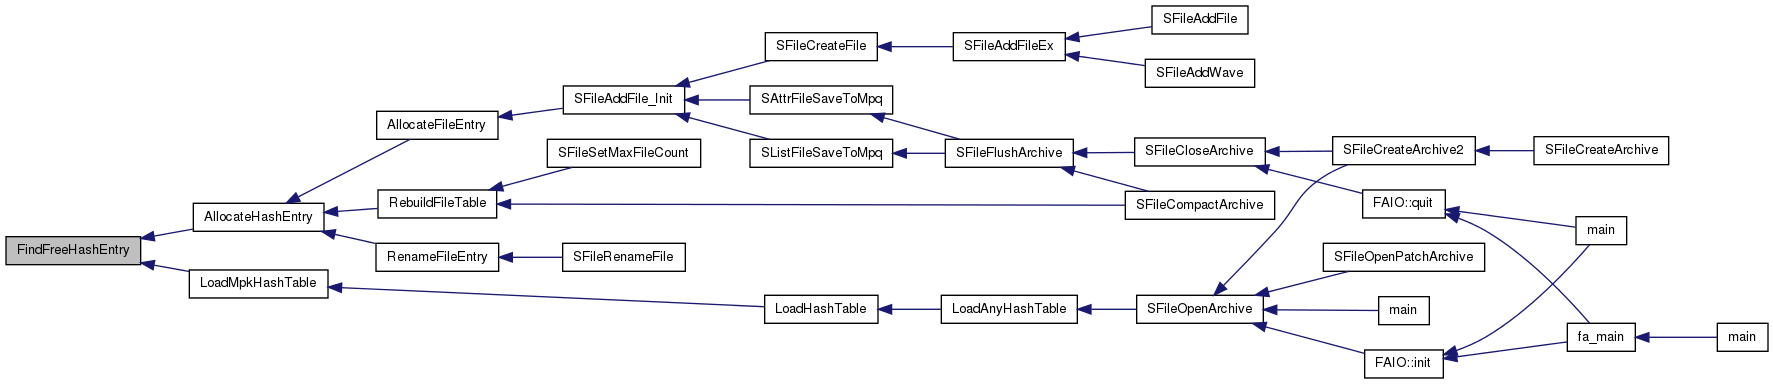 SFileAddFile
SFileCreateFile
SFileAddFileEx
SFileAddWave
SFileAddFile_Init
SAttrFileSaveToMpq
AllocateFileEntry
SFileSetMaxFileCount
SListFileSaveToMpq
SFileFlushArchive
SFileCloseArchive
SFileCreateArchive2
SFileCreateArchive
AllocateHashEntry
RebuildFileTable
SFileCompactArchive
FAIO::quit
main
FindFreeHashEntry
RenameFileEntry
SFileRenameFile
SFileOpenPatchArchive
LoadMpkHashTable
LoadHashTable
LoadAnyHashTable
SFileOpenArchive
main
fa_main
main
FAIO::init